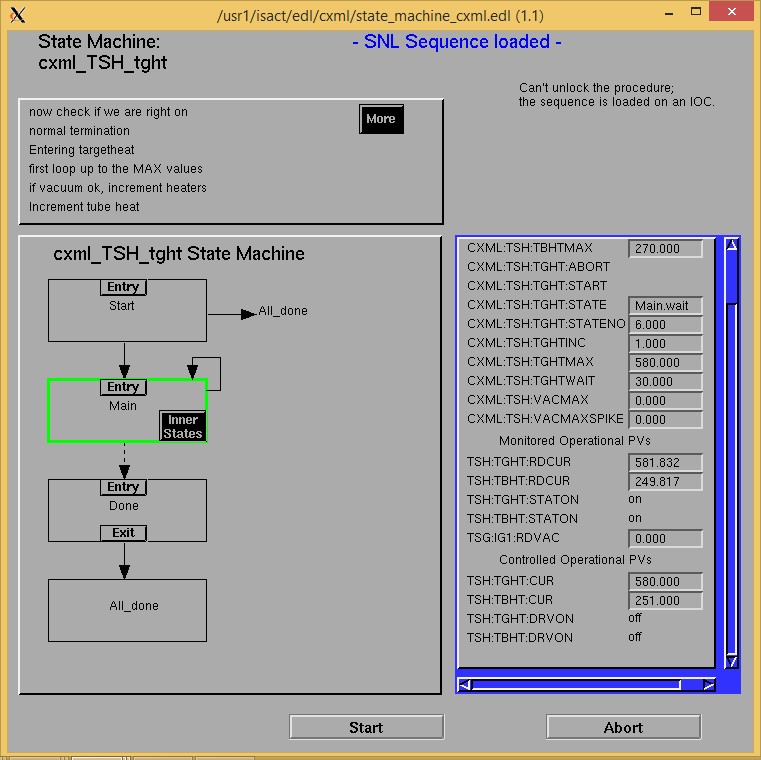 /usr1/isact/edl/cxml/state_machine_cxml.edl (1.1)
State Machine:
cxml_TSH_tght
- SNL Sequence loaded -
Can't unlock the procedure;
the sequence is loaded on an IOC.
now check if we are right on
normal termination
Entering targetheat
first loop up to the MAX values
if vacuum ok, increment heaters
Increment tube heat
More
cxml_TSH_tght State Machine
Entry
Start
All_done
Entry
Main
Inner
States
Entry
Done
Exit
All_done
CXML:TSH:TBHTMAX 270.000
CXML:TSH:TGHT:ABORT
CXML:TSH:TGHT:START
CXML:TSH:TGHT:STATE Main.wait
CXML:TSH:TGHT:STATENO 6.000
CXML:TSH:TGHTINC 1.000
CXML:TSH:TGHTMAX 580.000
CXML:TSH:TGHTWAIT 30.000
CXML:TSH:VACMAX 0.000
CXML:TSH:VACMAXSPIKE 0.000
Monitored Operational PVs
TSH:TGHT:RDCUR 581.832
TSH:TBHT:RDCUR 249.817
TSH:TGHT:STATON on
TSH:TBHT:STATON on
TSG:IG1:RDVAC 0.000
Controlled Operational PVs
TSH:TGHT:CUR 580.000
TSH:TBHT:CUR 251.000
TSH:TGHT:DRVON off
TSH:TBHT:DRVON off
Start
Abort